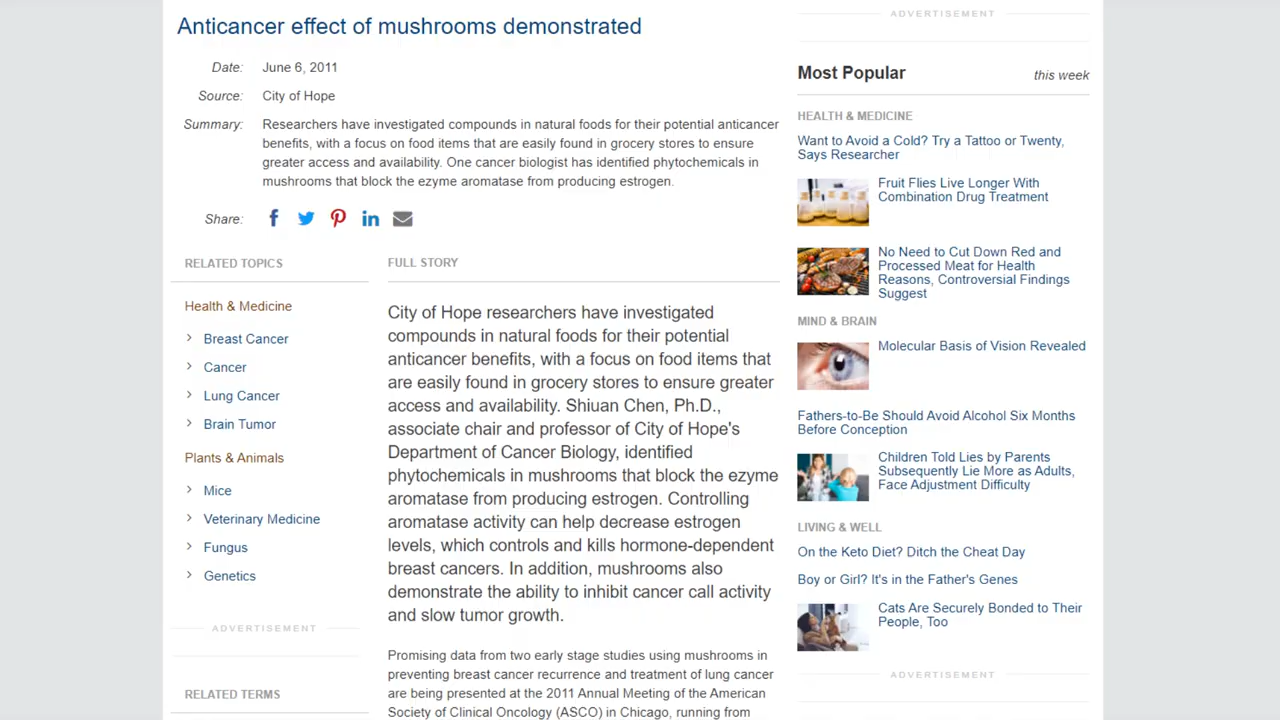 Anticancer effect of mushrooms demonstrated
Date: June 6, 2011
Source: City of Hope
Summary: Researchers have investigated compounds in natural foods for their potential anticancer
benefits, with a focus on food items that are easily found in grocery stores to ensure
greater access and availability. One cancer biologist has identified phytochemicals in
mushrooms that block the ezyme aromatase from producing estrogen.
Share:
RELATED TOPICS
Health & Medicine
Breast Cancer
Cancer
Lung Cancer
Brain Tumor
Plants & Animals
Mice
Veterinary Medicine
Fungus
Genetics
ADVERTISEMENT
RELATED TERMS
FULL STORY
City of Hope researchers have investigated
compounds in natural foods for their potential
anticancer benefits, with a focus on food items that
are easily found in grocery stores to ensure greater
access and availability. Shiuan Chen, Ph.D.,
associate chair and professor of City of Hope's
Department of Cancer Biology, identified
phytochemicals in mushrooms that block the ezyme
aromatase from producing estrogen. Controlling
aromatase activity can help decrease estrogen
levels, which controls and kills hormone-dependent
breast cancers. In addition, mushrooms also
demonstrate the ability to inhibit cancer call activity
and slow tumor growth.
Promising data from two early stage studies using mushrooms in
preventing breast cancer recurrence and treatment of lung cancer
are being presented at the 2011 Annual Meeting of the American
Society of Clinical Oncology (ASCO) in Chicago, running from
ADVERTISEMENT
Most Popular
this week
HEALTH & MEDICINE
Want to Avoid a Cold? Try a Tattoo or Twenty,
Says Researcher
Fruit Flies Live Longer With
Combination Drug Treatment
No Need to Cut Down Red and
Processed Meat for Health
Reasons, Controversial Findings
Suggest
MIND & BRAIN
Molecular Basis of Vision Revealed
Fathers-to-Be Should Avoid Alcohol Six Months
Before Conception
Children Told Lies by Parents
Subsequently Lie More as Adults,
Face Adjustment Difficulty
LIVING & WELL
On the Keto Diet? Ditch the Cheat Day
Boy or Girl? It's in the Father's Genes
Cats Are Securely Bonded to Their
People, Too
ADVERTISEMENT